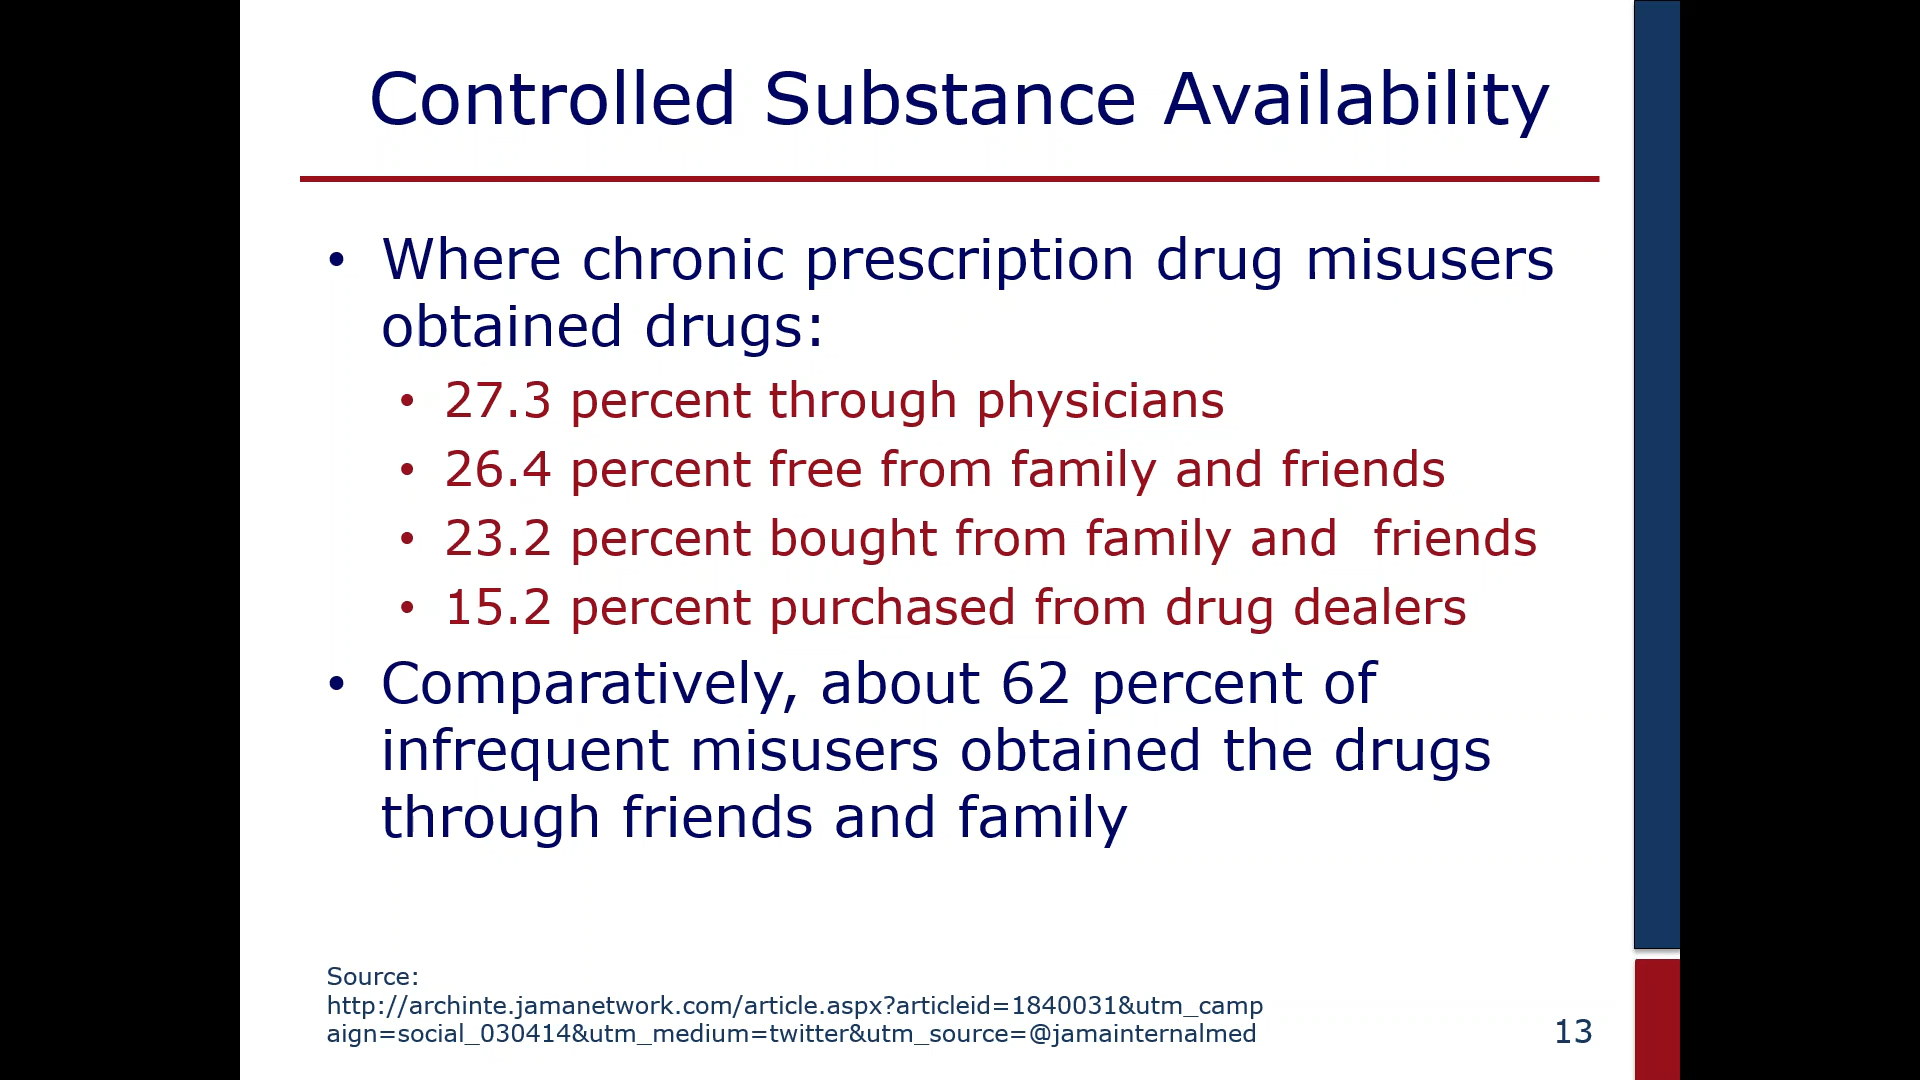 Controlled Substance Availability
• Where chronic prescription drug misusers
obtained drugs:
• 27.3 percent through physicians
• 26.4 percent free from family and friends
• 23.2 percent bought from family and  friends
• 15.2 percent purchased from drug dealers
• Comparatively, about 62 percent of
infrequent misusers obtained the drugs
through friends and family
Source:
http://archinte.jamanetwork.com/article.aspx?articleid=1840031&utm_camp
aign=social_030414&utm_medium=twitter&utm_source=@jamainternalmed
13